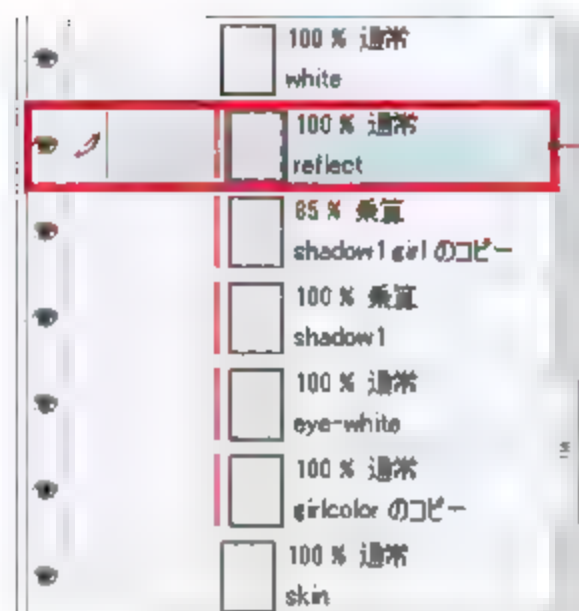 100 % 通常
white
100 % 通常
reflect
85 % 乗算
shadow1 girl のコピー
100 % 乗算
shadow1
100 % 通常
eye-white
100 % 通常
girlcolor のコピー
100 % 通常
skin